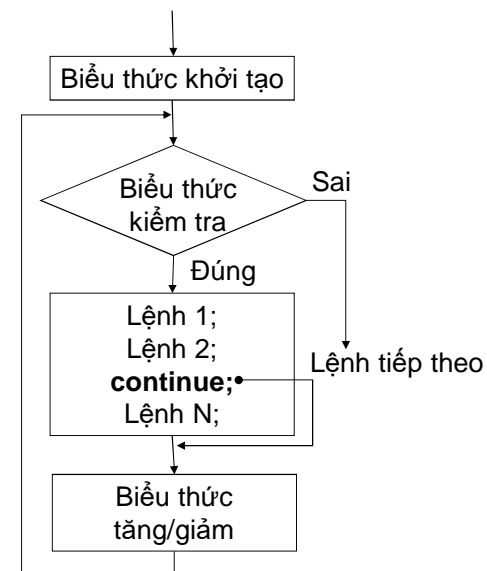 Biểu thức khởi tạo
Biểu thức
kiểm tra
Sai
Đúng
Lệnh 1;
Lệnh 2;
continue;
Lệnh N;
Lệnh tiếp theo
Biểu thức
tăng/giảm